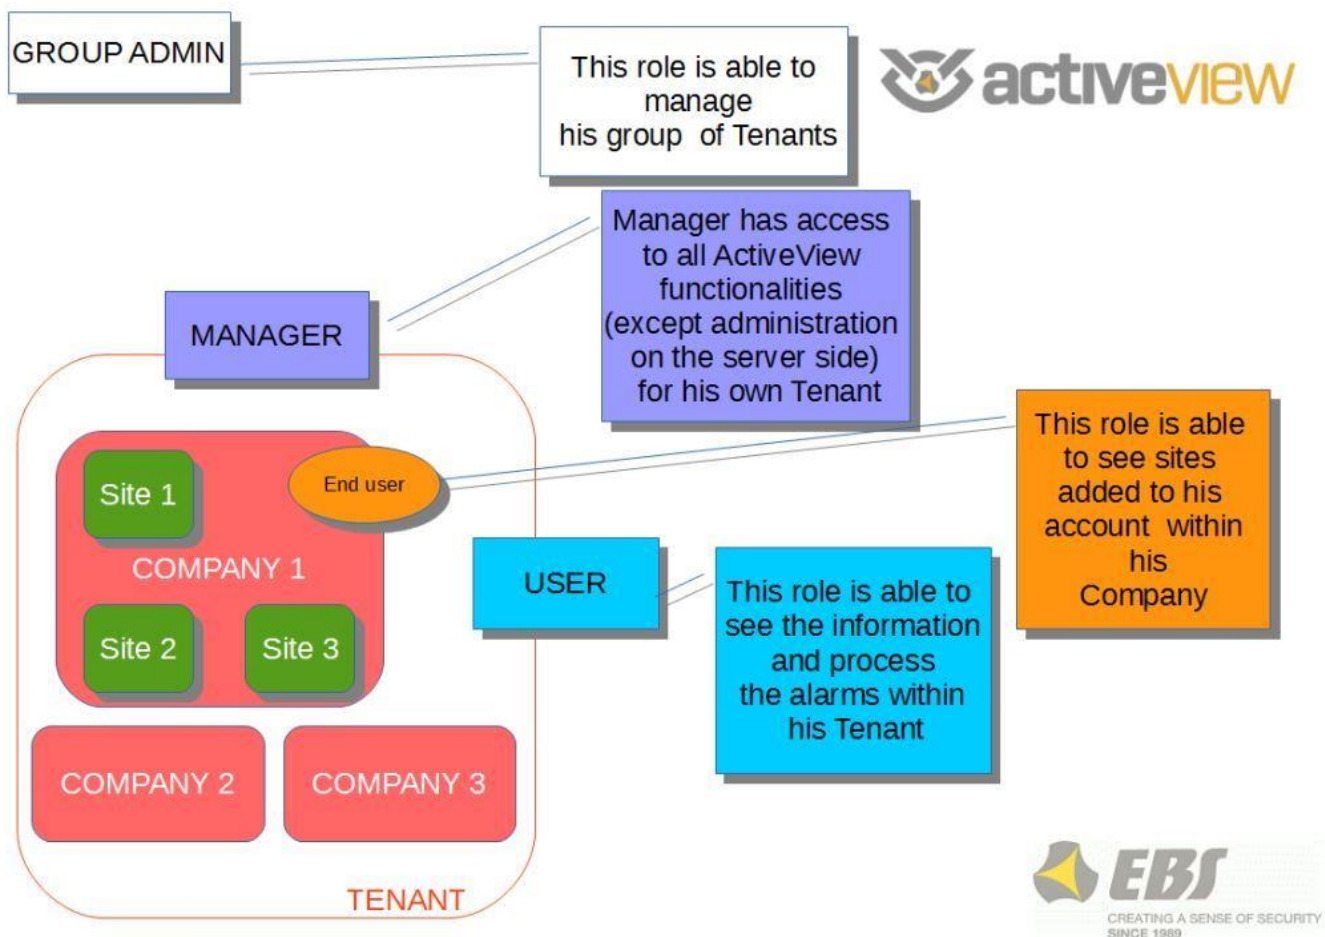 GROUP ADMIN
This role is able to
manage
his group of Tenants
activeview
Manager has access
to all ActiveView
functionalities
(except administration
on the server side)
for his own Tenant
MANAGER
This role is able
to see sites
added to his
account within
his
Company
Site 1
End user
COMPANY 1
USER
This role is able to
see the information
and process
the alarms within
his Tenant
Site 2
Site 3
COMPANY 2
COMPANY 3
TENANT
EBS
CREATING A SENSE OF SECURITY
SINCE 1989